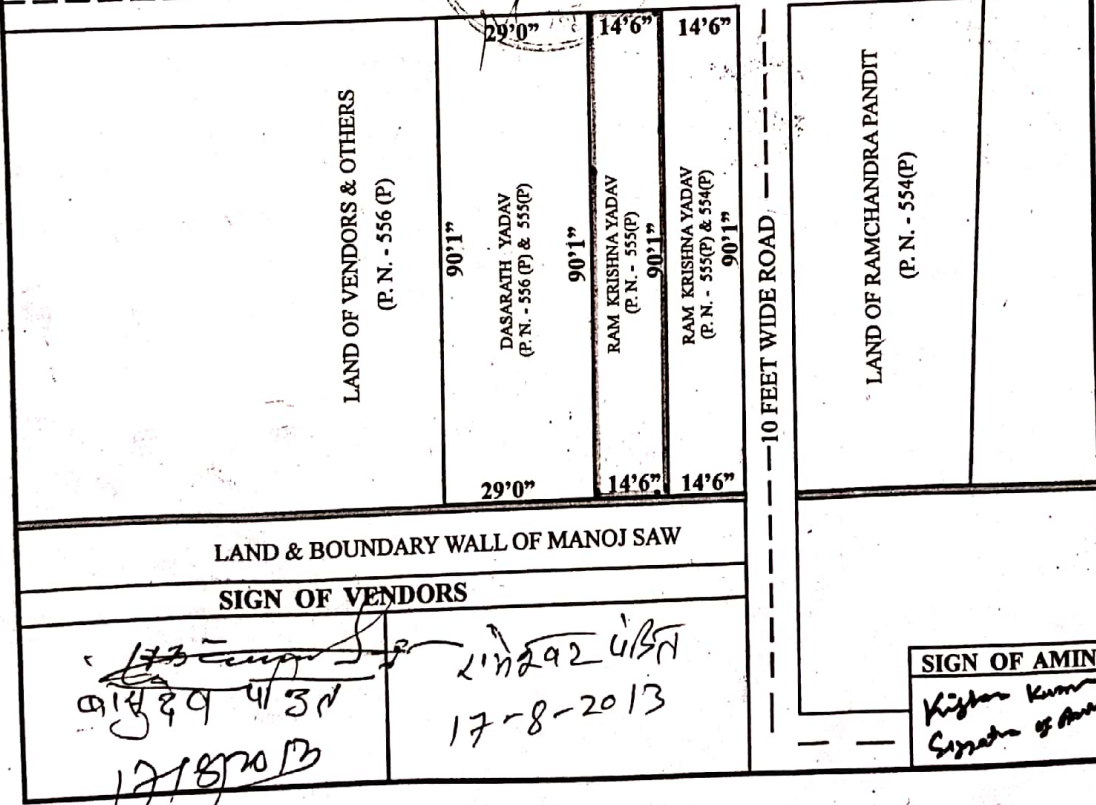 29'0"
14'6"
14'6"
LAND OF VENDORS & OTHERS
(P. N. - 556 (P)
90'1"
DASARATH YADAV
(P. N. - 556 (P) & 555(P)
90'1"
RAM KRISHNA YADAV
(P. N. - 555(P)
90'1"
RAM KRISHNA YADAV
(P. N. - 555(P) & 554(P)
90'1"
10 FEET WIDE ROAD
LAND OF RAMCHANDRA PANDIT
(P. N. - 554(P)
29'0"
14'6"
14'6"
LAND & BOUNDARY WALL OF MANOJ SAW
SIGN OF VENDORS
वासुदेव पंडित
17/8/2013
रामेश्वर पंडित
17-8-2013
SIGN OF AMIN
Kishan Kumar